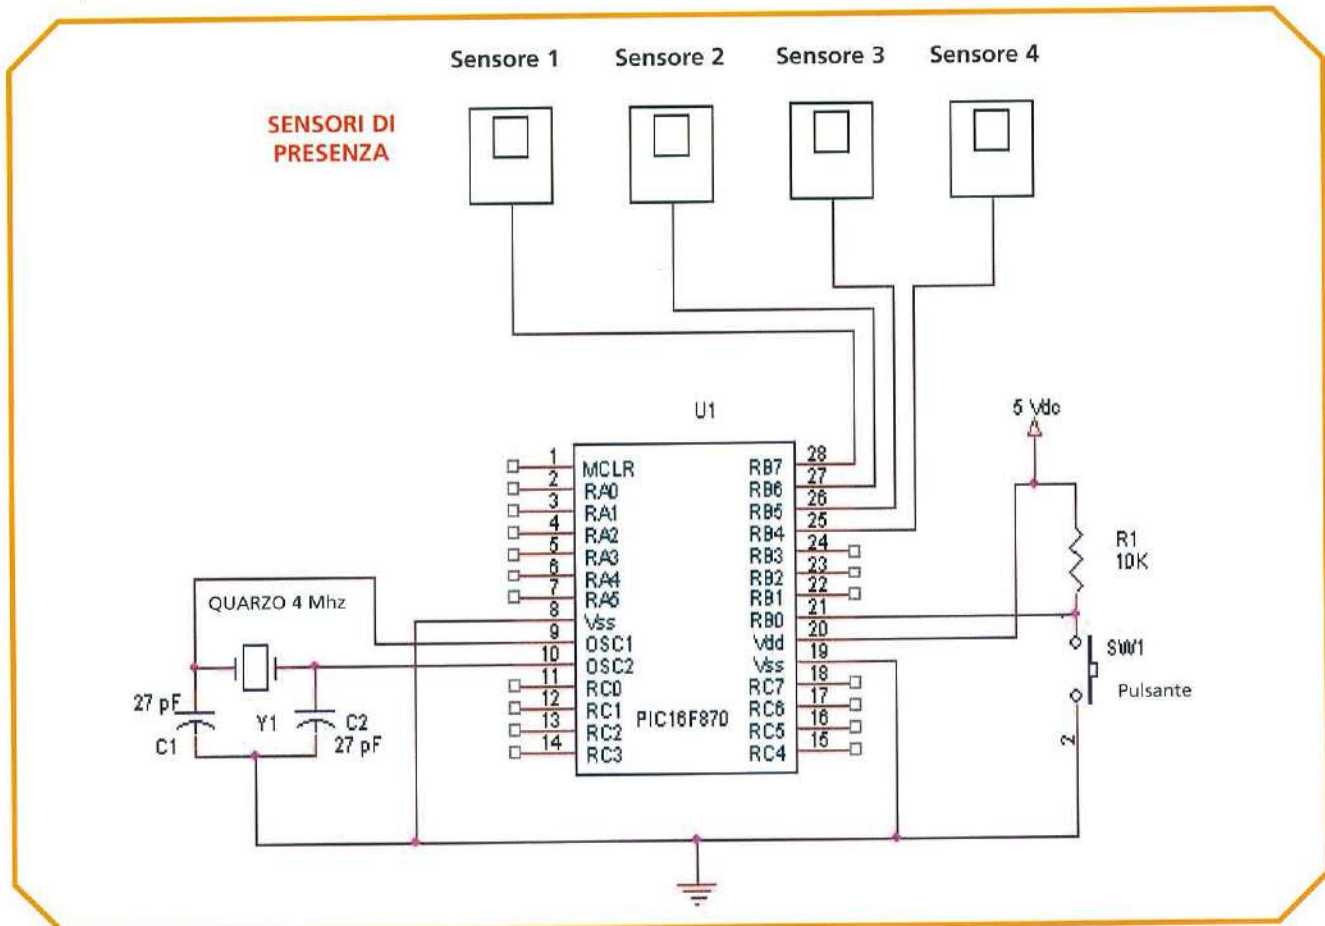 Sensore 1
Sensore 2
Sensore 3
Sensore 4
SENSORI DI
PRESENZA
U1
5 Vdc
1
MCLR
2
RA0
3
RA1
4
RA2
5
RA3
6
RA4
7
RA5
8
Vss
9
OSC1
10
OSC2
11
RC0
12
RC1
13
RC2
14
RC3
28
RB7
27
RB6
26
RB5
25
RB4
24
RB3
23
RB2
22
RB1
21
RB0
20
Vdd
19
Vss
18
RC7
17
RC6
16
RC5
15
RC4
PIC16F870
QUARZO 4 Mhz
27 pF
C1
Y1
C2
27 pF
R1
10K
SW1
Pulsante
2